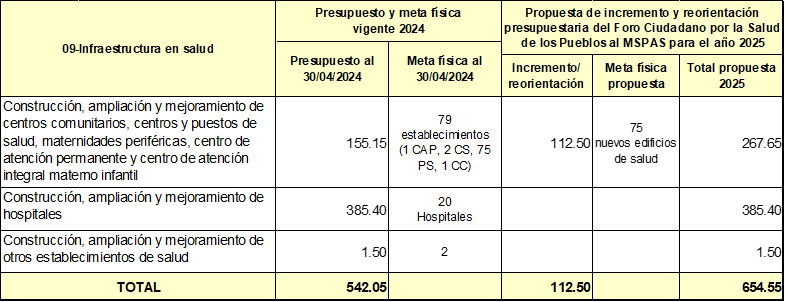 09-Infraestructura en salud
Presupuesto y meta física
vigente 2024
Propuesta de incremento y reorientación
presupuestaria del Foro Ciudadano por la Salud
de los Pueblos al MSPAS para el año 2025
Presupuesto al
30/04/2024
Meta física al
30/04/2024
Incremento/
reorientación
Meta física
propuesta
Total propuesta
2025
Construcción, ampliación y mejoramiento de
centros comunitarios, centros y puestos de
salud, maternidades periféricas, centro de
atención permanente y centro de atención
integral materno infantil
155.15
79
establecimientos
(1 CAP, 2 CS, 75
PS, 1 CC)
112.50
75
nuevos edificios
de salud
267.65
Construcción, ampliación y mejoramiento de
hospitales
385.40
20
Hospitales
385.40
Construcción, ampliación y mejoramiento de
otros establecimientos de salud
1.50
2
1.50
TOTAL
542.05
112.50
654.55